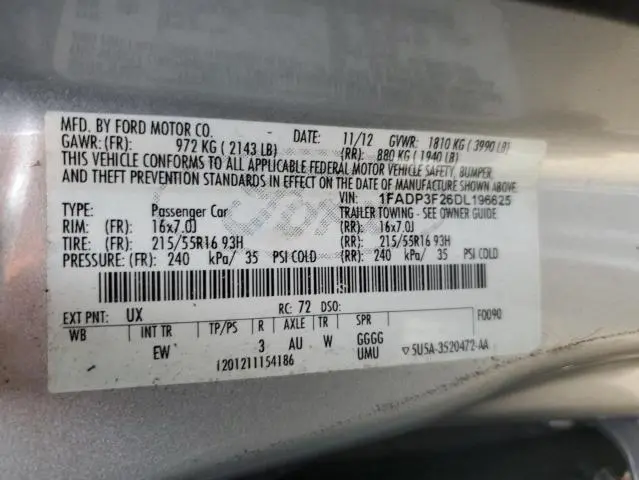 MFD. BY FORD MOTOR CO. - DATE: 11/12 GVWR: 1810 KG ( 3990 LB)
GAWR: (FR): 972 KG ( 2143 LB) (RR): 880 KG ( 1940 LB)
THIS VEHICLE CONFORMS TO ALL APPLICABLE FEDERAL MOTOR VEHICLE SAFETY, BUMPER,
AND THEFT PREVENTION STANDARDS IN EFFECT ON THE DATE OF MANUFACTURE SHOWN ABOVE.
VIN: 1FADP3F26DL196625
TYPE: Passenger Car TRAILER TOWING - SEE OWNER GUIDE
RIM: (FR): 16x7.0J (RR): 16x7.0J
TIRE: (FR): 215/55R16 93H (RR): 215/55R16 93H
PRESSURE: (FR): 240 kPa/ 35 PSI COLD (RR): 240 kPa/ 35 PSI COLD
EXT PNT: UX RC: 72 DSO: F0090
WB INT TR TP/PS R AXLE TR SPR
EW 3 AU W GGGG
UMU
1201211154186 ▽5U5A-3520472-AA